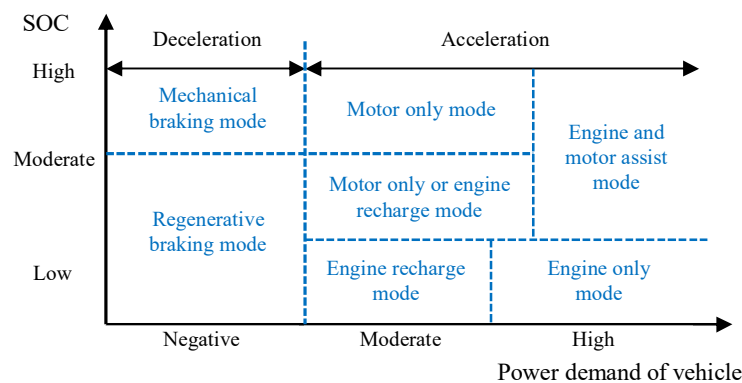 SOC
Deceleration
Acceleration
High
Mechanical
braking mode
Motor only mode
Engine and
motor assist
mode
Moderate
Motor only or engine
recharge mode
Regenerative
braking mode
Low
Engine recharge
mode
Engine only
mode
Negative
Moderate
High
Power demand of vehicle